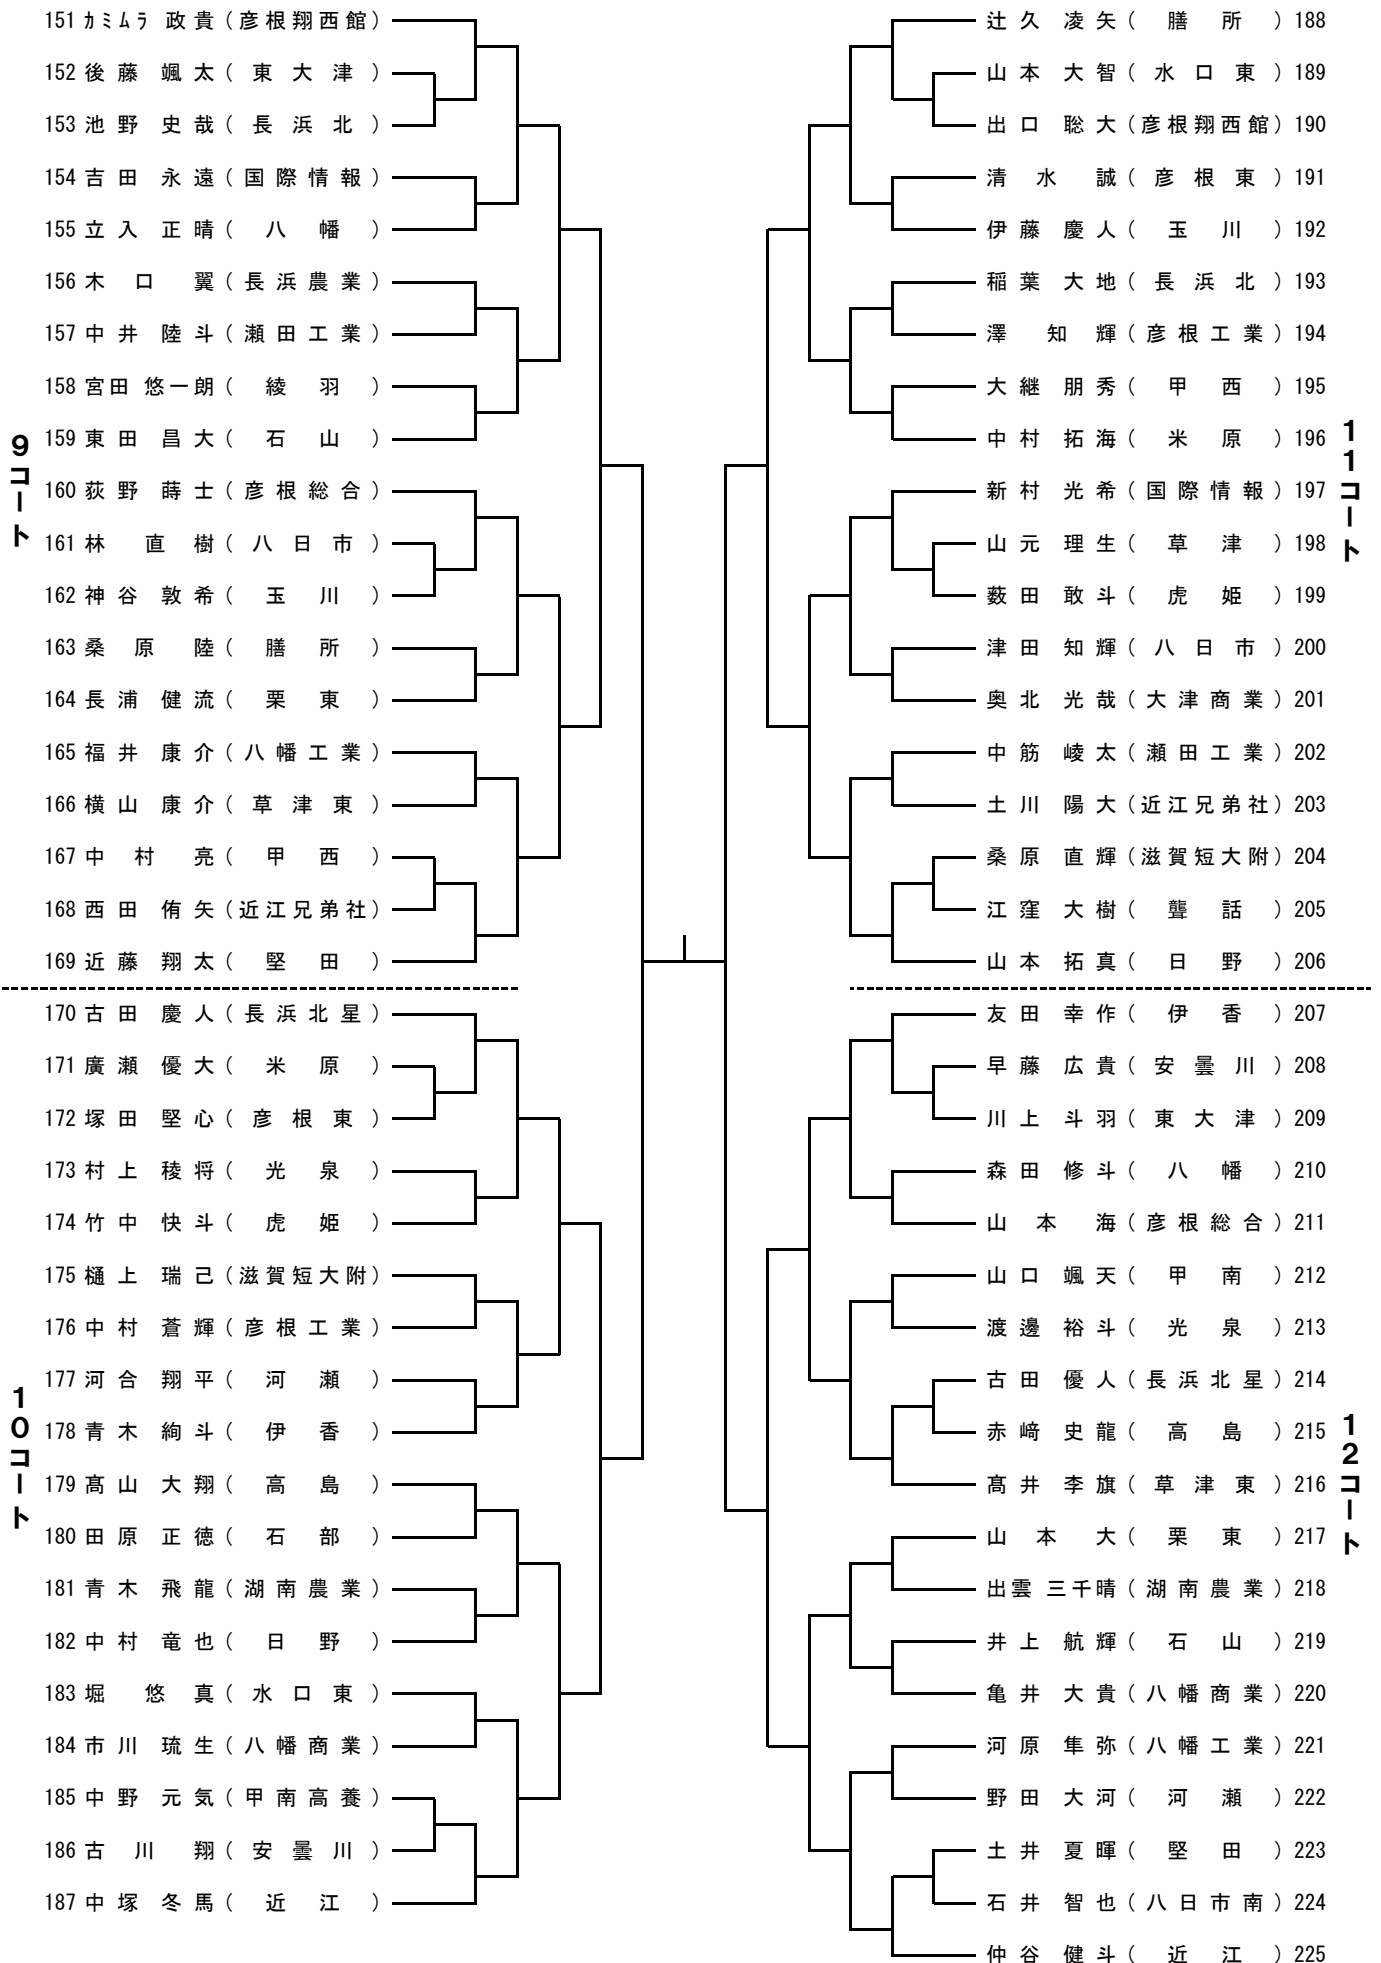 9コート
151 カミムラ 政貴(彦根翔西館)
152 後藤 颯太(東大津)
153 池野 史哉(長浜北)
154 吉田 永遠(国際情報)
155 立入 正晴(八幡)
156 木口 翼(長浜農業)
157 中井 陸斗(瀬田工業)
158 宮田 悠一朗(綾羽)
159 東田 昌大(石山)
160 荻野 蒔士(彦根総合)
161 林 直樹(八日市)
162 神谷 敦希(玉川)
163 桑原 陸(膳所)
164 長浦 健流(栗東)
165 福井 康介(八幡工業)
166 横山 康介(草津東)
167 中村 亮(甲西)
168 西田 侑矢(近江兄弟社)
169 近藤 翔太(堅田)
10コート
170 古田 慶人(長浜北星)
171 廣瀬 優大(米原)
172 塚田 堅心(彦根東)
173 村上 稜将(光泉)
174 竹中 快斗(虎姫)
175 樋上 瑞己(滋賀短大附)
176 中村 蒼輝(彦根工業)
177 河合 翔平(河瀬)
178 青木 絢斗(伊香)
179 髙山 大翔(高島)
180 田原 正徳(石部)
181 青木 飛龍(湖南農業)
182 中村 竜也(日野)
183 堀 悠真(水口東)
184 市川 琉生(八幡商業)
185 中野 元気(甲南高養)
186 古川 翔(安曇川)
187 中塚 冬馬(近江)
11コート
辻久 凌矢(膳所)188
山本 大智(水口東)189
出口 聡大(彦根翔西館)190
清水 誠(彦根東)191
伊藤 慶人(玉川)192
稲葉 大地(長浜北)193
澤 知輝(彦根工業)194
大継 朋秀(甲西)195
中村 拓海(米原)196
新村 光希(国際情報)197
山元 理生(草津)198
薮田 敢斗(虎姫)199
津田 知輝(八日市)200
奥北 光哉(大津商業)201
中筋 崚太(瀬田工業)202
土川 陽大(近江兄弟社)203
桑原 直輝(滋賀短大附)204
江窪 大樹(聾話)205
山本 拓真(日野)206
12コート
友田 幸作(伊香)207
早藤 広貴(安曇川)208
川上 斗羽(東大津)209
森田 修斗(八幡)210
山本 海(彦根総合)211
山口 颯天(甲南)212
渡邊 裕斗(光泉)213
古田 優人(長浜北星)214
赤﨑 史龍(高島)215
髙井 李旗(草津東)216
山本 大(栗東)217
出雲 三千晴(湖南農業)218
井上 航輝(石山)219
亀井 大貴(八幡商業)220
河原 隼弥(八幡工業)221
野田 大河(河瀬)222
土井 夏暉(堅田)223
石井 智也(八日市南)224
仲谷 健斗(近江)225